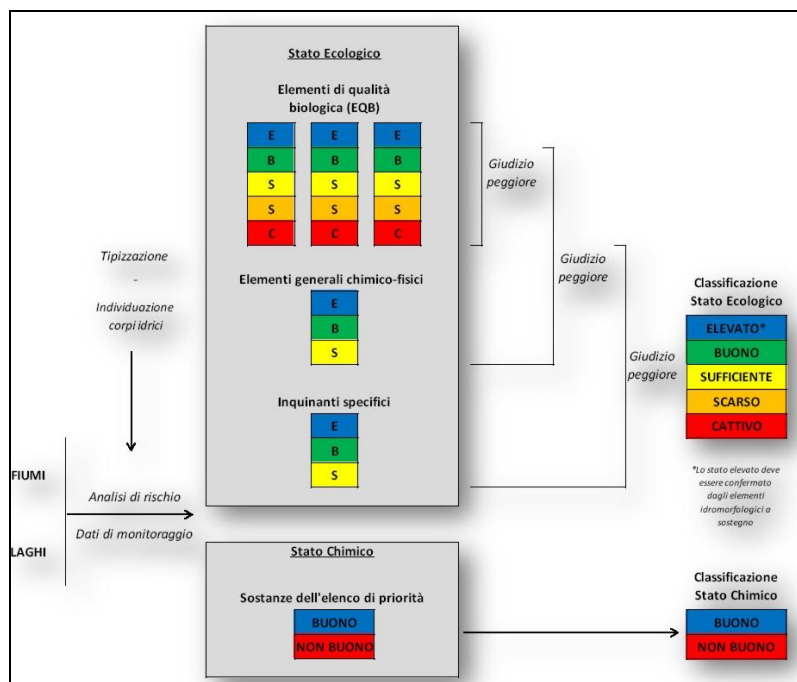 Stato Ecologico
Elementi di qualità
biologica (EQB)
E E E
B B B
S S S
S S S
C C C
Giudizio
peggiore
Tipizzazione
-
Individuazione
corpi idrici
Elementi generali chimico-fisici
E
B
S
Giudizio
peggiore
Inquinanti specifici
E
B
S
Giudizio
peggiore
Classificazione
Stato Ecologico
ELEVATO*
BUONO
SUFFICIENTE
SCARSO
CATTIVO
*Lo stato elevato deve
essere confermato
dagli elementi
idromorfologici a
sostegno
FIUMI
LAGHI
Analisi di rischio
Dati di monitoraggio
Stato Chimico
Sostanze dell'elenco di priorità
BUONO
NON BUONO
Classificazione
Stato Chimico
BUONO
NON BUONO